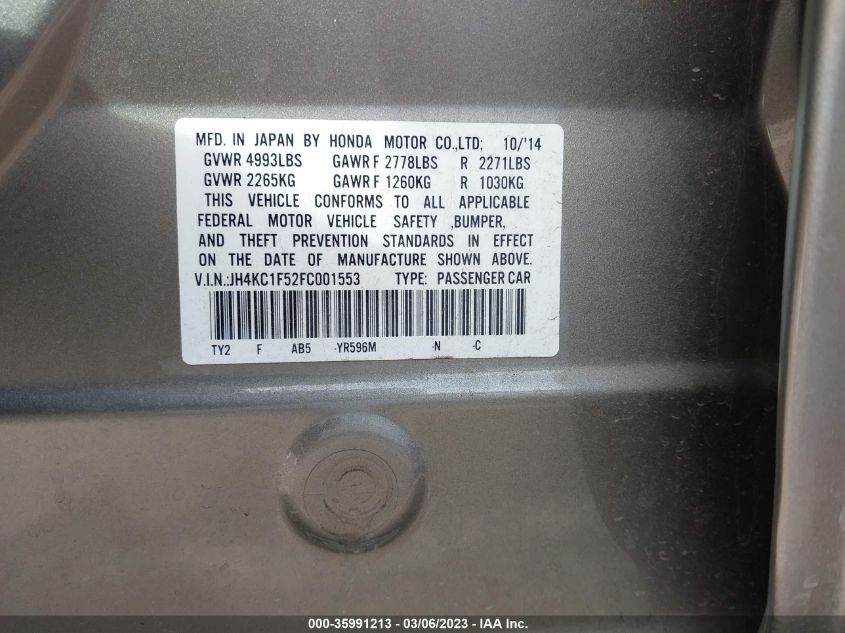 MFD. IN JAPAN BY HONDA MOTOR CO.,LTD; 10/'14
GVWR 4993LBS GAWR F 2778LBS R 2271LBS
GVWR 2265KG GAWR F 1260KG R 1030KG
THIS VEHICLE CONFORMS TO ALL APPLICABLE
FEDERAL MOTOR VEHICLE SAFETY ,BUMPER,
AND THEFT PREVENTION STANDARDS IN EFFECT
ON THE DATE OF MANUFACTURE SHOWN ABOVE.
V.I.N.:JH4KC1F52FC001553 TYPE: PASSENGER CAR
TY2 F AB5 -YR596M -N -C
000-35991213 - 03/06/2023 - IAA Inc.